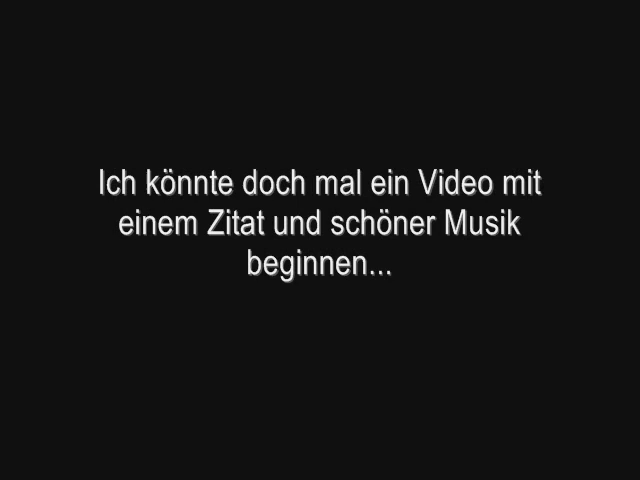 Ich könnte doch mal ein Video mit
einem Zitat und schöner Musik
beginnen...